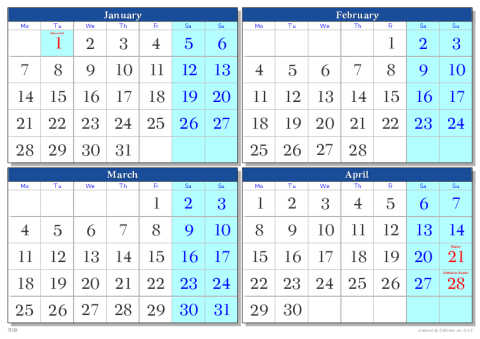 January
Mo Tu We Th Fr Sa Su
1 2 3 4 5 6
7 8 9 10 11 12 13
14 15 16 17 18 19 20
21 22 23 24 25 26 27
28 29 30 31
February
Mo Tu We Th Fr Sa Su
1 2 3
4 5 6 7 8 9 10
11 12 13 14 15 16 17
18 19 20 21 22 23 24
25 26 27 28
March
Mo Tu We Th Fr Sa Su
1 2 3
4 5 6 7 8 9 10
11 12 13 14 15 16 17
18 19 20 21 22 23 24
25 26 27 28 29 30 31
April
Mo Tu We Th Fr Sa Su
1 2 3 4 5 6 7
8 9 10 11 12 13 14
Easter
15 16 17 18 19 20 21
Orthodox Easter
22 23 24 25 26 27 28
29 30
2019